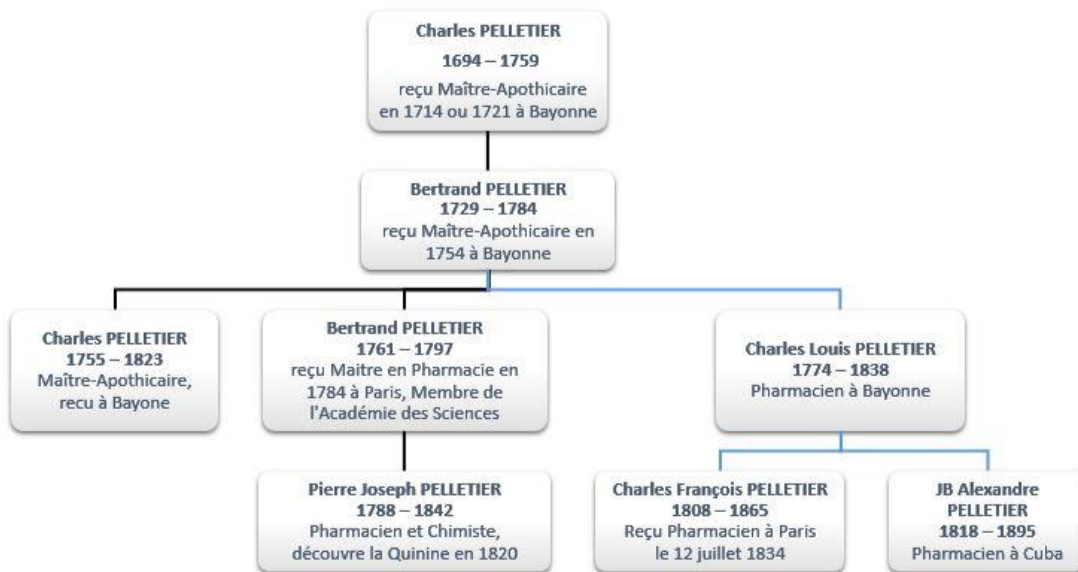 Charles PELLETIER
1694 – 1759
reçu Maître-Apothicaire
en 1714 ou 1721 à Bayonne
Bertrand PELLETIER
1729 – 1784
reçu Maître-Apothicaire en
1754 à Bayonne
Charles PELLETIER
1755 – 1823
Maître-Apothicaire,
recu à Bayone
Bertrand PELLETIER
1761 – 1797
reçu Maitre en Pharmacie en
1784 à Paris, Membre de
l'Académie des Sciences
Charles Louis PELLETIER
1774 – 1838
Pharmacien à Bayonne
Pierre Joseph PELLETIER
1788 – 1842
Pharmacien et Chimiste,
découvre la Quinine en 1820
Charles François PELLETIER
1808 – 1865
Reçu Pharmacien à Paris
le 12 juillet 1834
JB Alexandre
PELLETIER
1818 – 1895
Pharmacien à Cuba